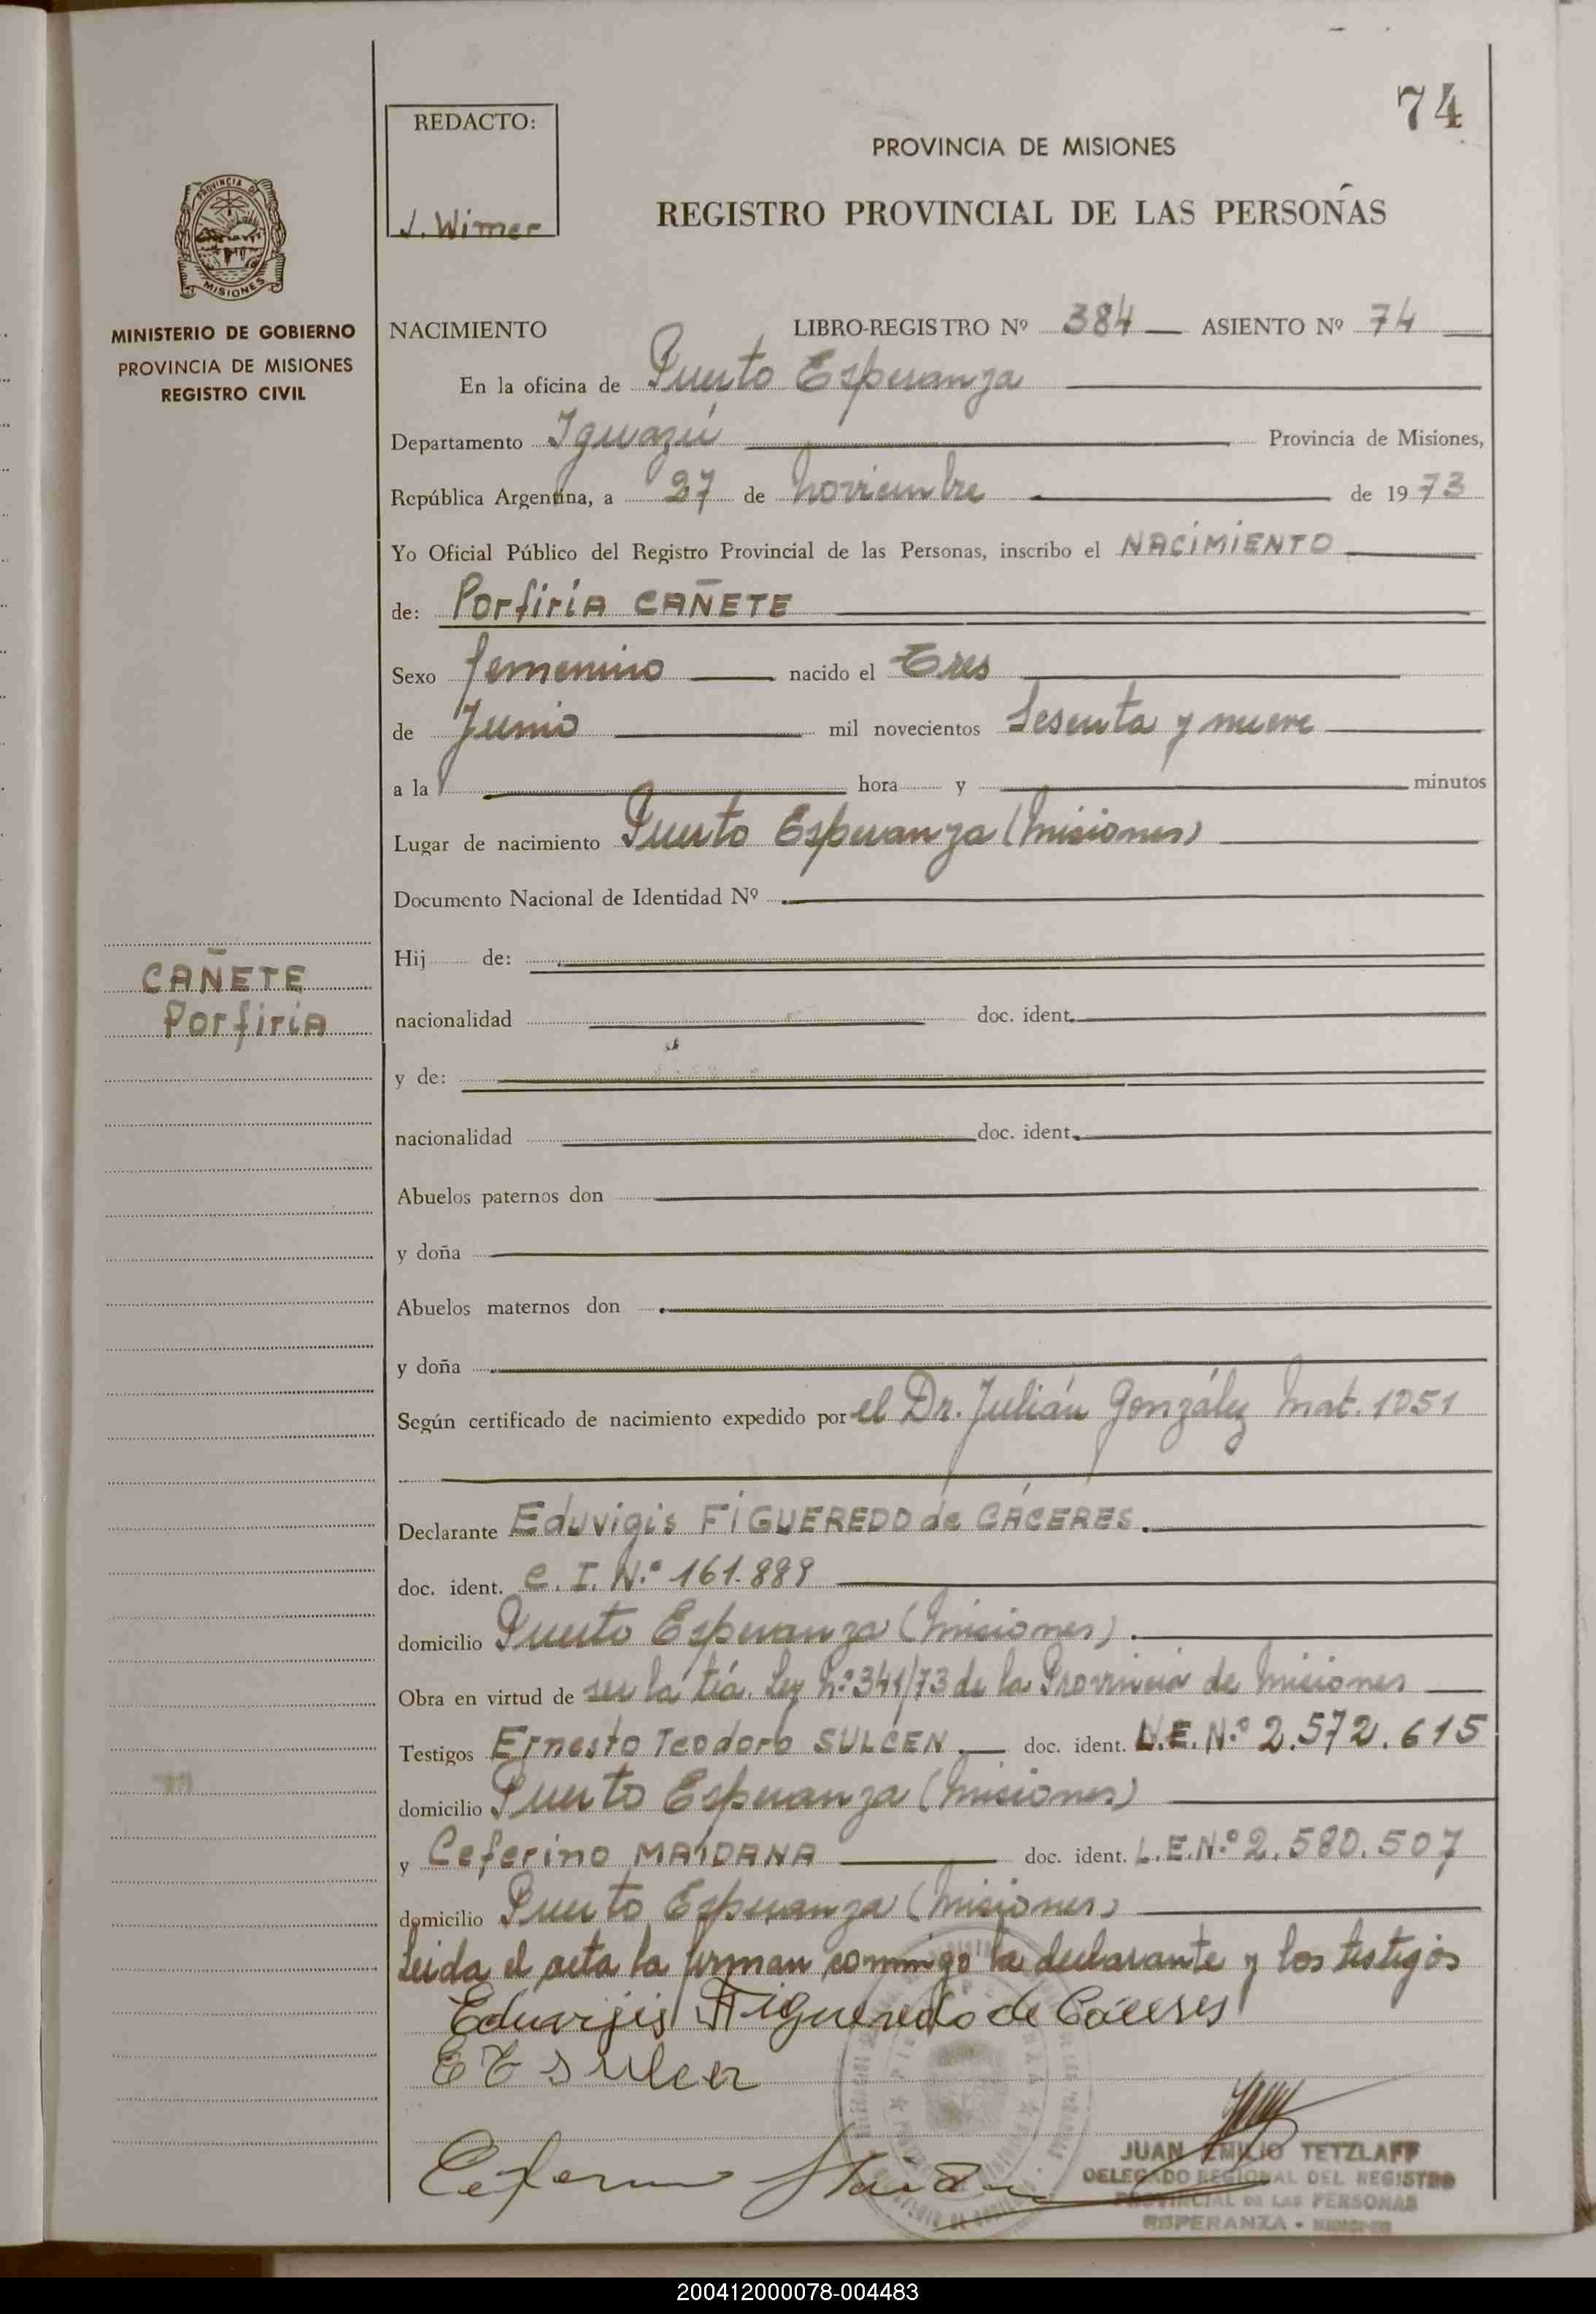 74
REDACTO:
J. Wimer
PROVINCIA DE MISIONES
REGISTRO PROVINCIAL DE LAS PERSONAS
PROVINCIA DE
MISIONES
MINISTERIO DE GOBIERNO
PROVINCIA DE MISIONES
REGISTRO CIVIL
NACIMIENTO LIBRO-REGISTRO Nº 384 ASIENTO Nº 74
En la oficina de Puerto Esperanza
Departamento Iguazú Provincia de Misiones,
República Argentina, a 27 de noviembre de 1973
Yo Oficial Público del Registro Provincial de las Personas, inscribo el NACIMIENTO
de: Porfiria CAÑETE
Sexo femenino nacido el Tres
de Junio mil novecientos Sesenta y nueve
a la hora y minutos
Lugar de nacimiento Puerto Esperanza (Misiones)
Documento Nacional de Identidad Nº
Hij de:
CAÑETE
Porfiria
nacionalidad doc. ident.
y de:
nacionalidad doc. ident.
Abuelos paternos don
y doña
Abuelos maternos don
y doña
Según certificado de nacimiento expedido por el Dr. Julián González Mat. 1051
Declarante Eduvigis FIGUEREDO de CÁCERES.
doc. ident. C. I. N.º 161.889
domicilio Puerto Esperanza (Misiones).
Obra en virtud de ser la tía. Ley Nº 341/73 de la Provincia de Misiones
Testigos Ernesto Teodoro SULCEN doc. ident. L.E. N.º 2.572.615
domicilio Puerto Esperanza (Misiones)
y Ceferino MAIDANA doc. ident. L.E.N.º 2.580.507
domicilio Puerto Esperanza (Misiones)
Leida el acta la firman conmigo la declarante y los testigos
Eduvijis Figueredo de Cáceres
E T Sulcen
Ceferino Maidana
JUAN EMILIO TETZLAFF
DELEGADO REGIONAL DEL REGISTRO
PROVINCIAL DE LAS PERSONAS
ESPERANZA - MISIONES
200412000078-004483